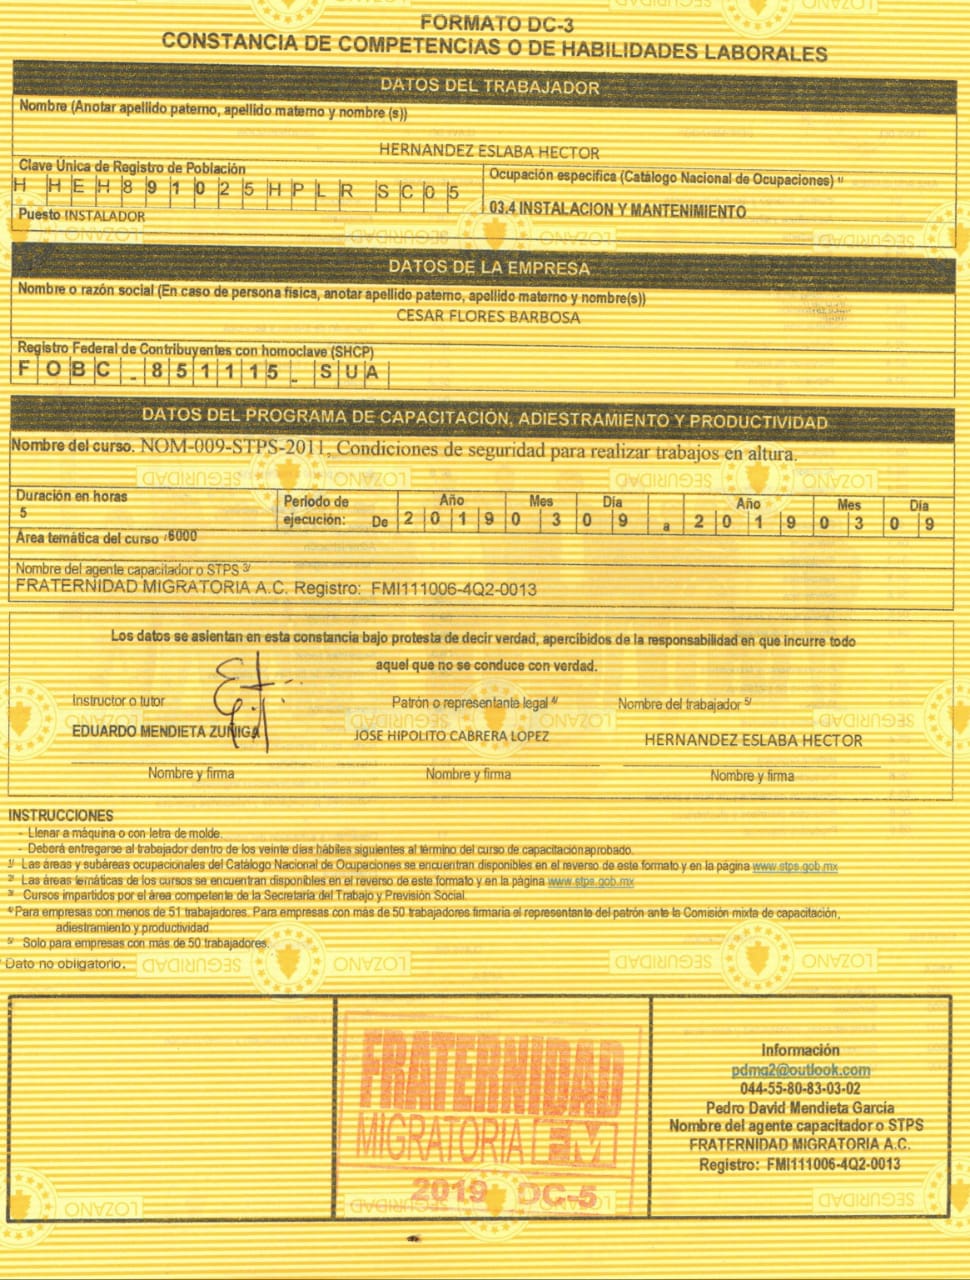 FORMATO DC-3
CONSTANCIA DE COMPETENCIAS O DE HABILIDADES LABORALES
DATOS DEL TRABAJADOR
Nombre (Anotar apellido paterno, apellido materno y nombre (s))
HERNANDEZ ESLABA HECTOR
Clave Única de Registro de Población
H H E H 8 9 1 0 2 5 H P L R S C 0 5
Ocupación especifica (Catálogo Nacional de Ocupaciones) 1/
03.4 INSTALACION Y MANTENIMIENTO
Puesto INSTALADOR
DATOS DE LA EMPRESA
Nombre o razón social (En caso de persona física, anotar apellido paterno, apellido materno y nombre(s))
CESAR FLORES BARBOSA
Registro Federal de Contribuyentes con homoclave (SHCP)
F O B C - 8 5 1 1 1 5 - S U A
DATOS DEL PROGRAMA DE CAPACITACIÓN, ADIESTRAMIENTO Y PRODUCTIVIDAD
Nombre del curso. NOM-009-STPS-2011, Condiciones de seguridad para realizar trabajos en altura.
Duración en horas
5
Periodo de ejecución: De
Año Mes Día Año Mes Día
2 0 1 9 0 3 0 9 a 2 0 1 9 0 3 0 9
Área temática del curso /6000
Nombre del agente capacitador o STPS 3/
FRATERNIDAD MIGRATORIA A.C. Registro: FMI111006-4Q2-0013
Los datos se asientan en esta constancia bajo protesta de decir verdad, apercibidos de la responsabilidad en que incurre todo
aquel que no se conduce con verdad.
Instructor o tutor
EDUARDO MENDIETA ZUÑIGA
Nombre y firma
Patrón o representante legal 4/
JOSE HIPOLITO CABRERA LOPEZ
Nombre y firma
Nombre del trabajador 5/
HERNANDEZ ESLABA HECTOR
Nombre y firma
INSTRUCCIONES
- Llenar a máquina o con letra de molde.
- Deberá entregarse al trabajador dentro de los veinte días hábiles siguientes al término del curso de capacitación aprobado.
1/ Las áreas y subáreas ocupacionales del Catálogo Nacional de Ocupaciones se encuentran disponibles en el reverso de este formato y en la página www.stps.gob.mx
2/ Las áreas temáticas de los cursos se encuentran disponibles en el reverso de este formato y en la página www.stps.gob.mx
3/ Cursos impartidos por el área competente de la Secretaría del Trabajo y Previsión Social.
4/ Para empresas con menos de 51 trabajadores. Para empresas con más de 50 trabajadores firmaria el representante del patrón ante la Comisión mixta de capacitación,
adiestramiento y productividad.
5/ Solo para empresas con más de 50 trabajadores.
* Dato no obligatorio.
FRATERNIDAD
MIGRATORIA FM
2019 DC-5
Información
pdmg2@outlook.com
044-55-80-83-03-02
Pedro David Mendieta García
Nombre del agente capacitador o STPS
FRATERNIDAD MIGRATORIA A.C.
Registro: FMI111006-4Q2-0013
LOZANO SEGURIDAD